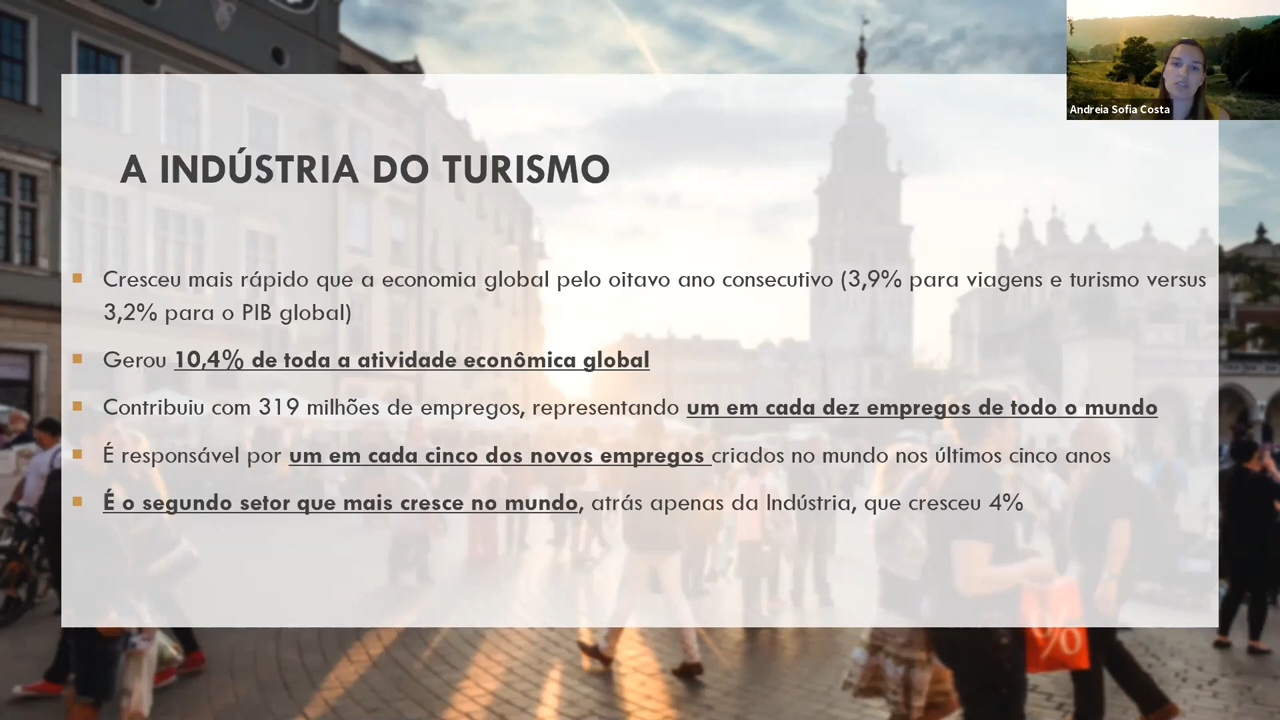 Andreia Sofia Costa
A INDÚSTRIA DO TURISMO
Cresceu mais rápido que a economia global pelo oitavo ano consecutivo (3,9% para viagens e turismo versus
3,2% para o PIB global)
Gerou 10,4% de toda a atividade econômica global
Contribuiu com 319 milhões de empregos, representando um em cada dez empregos de todo o mundo
É responsável por um em cada cinco dos novos empregos criados no mundo nos últimos cinco anos
É o segundo setor que mais cresce no mundo, atrás apenas da Indústria, que cresceu 4%
%